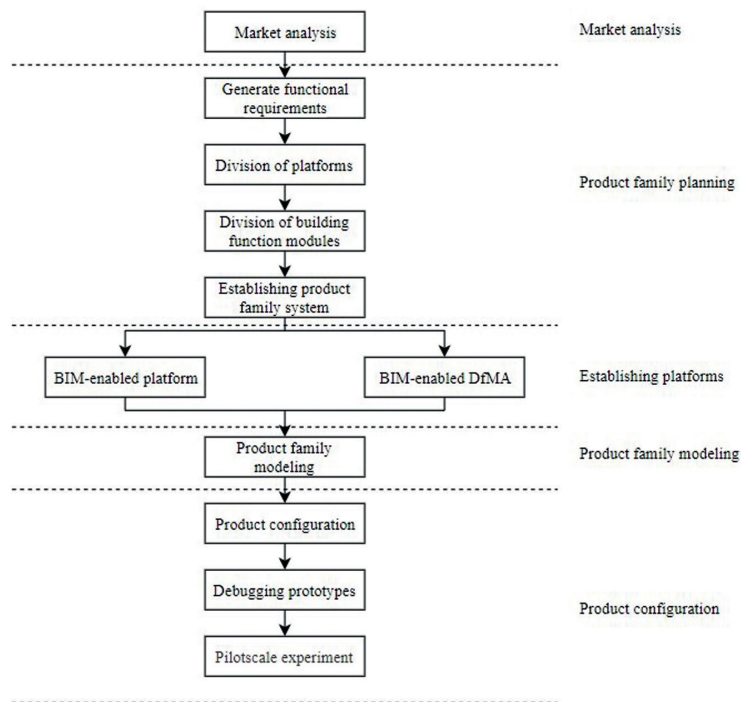 Market analysis
Market analysis
Generate functional
requirements
Division of platforms
Product family planning
Division of building
function modules
Establishing product
family system
BIM-enabled platform
BIM-enabled DfMA
Establishing platforms
Product family
modeling
Product family modeling
Product configuration
Debugging prototypes
Product configuration
Pilotscale experiment